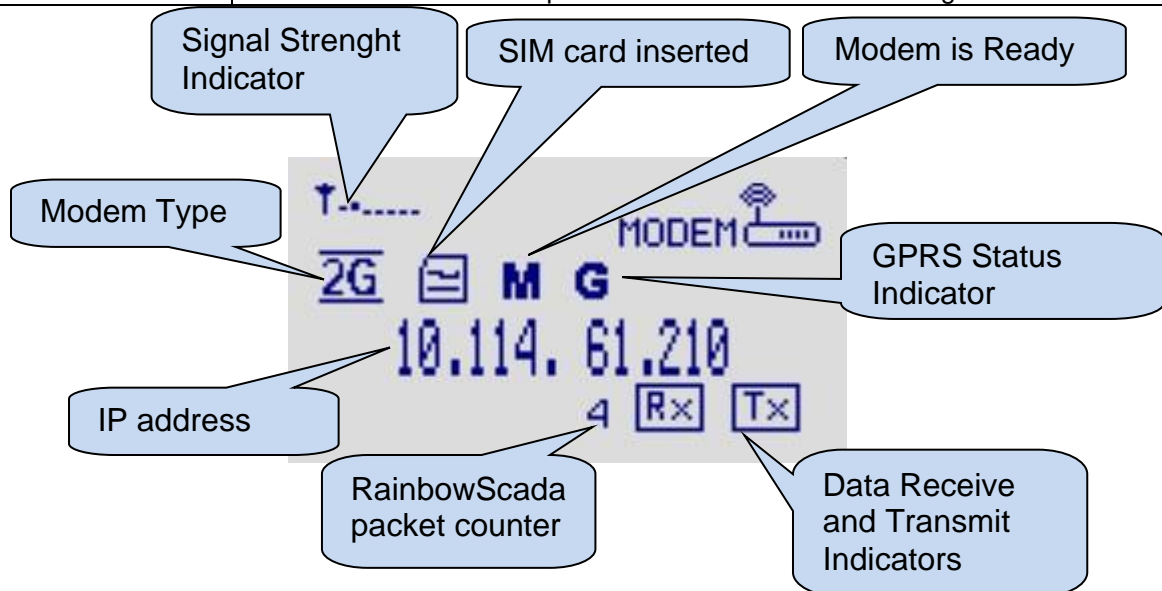 Signal Strenght
Indicator
SIM card inserted
Modem is Ready
Modem Type
MODEM
2G M G
GPRS Status
Indicator
10.114. 61.210
IP address
4 Rx Tx
RainbowScada
packet counter
Data Receive
and Transmit
Indicators